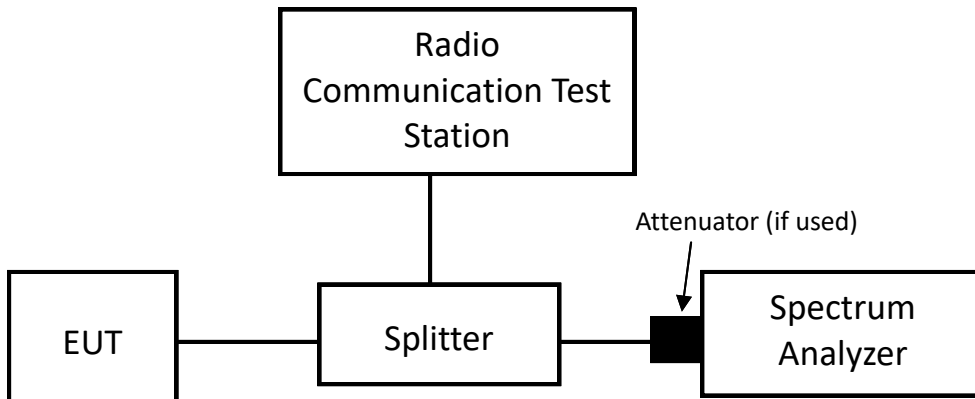 Radio
Communication Test
Station
Attenuator (if used)
EUT
Splitter
Spectrum
Analyzer